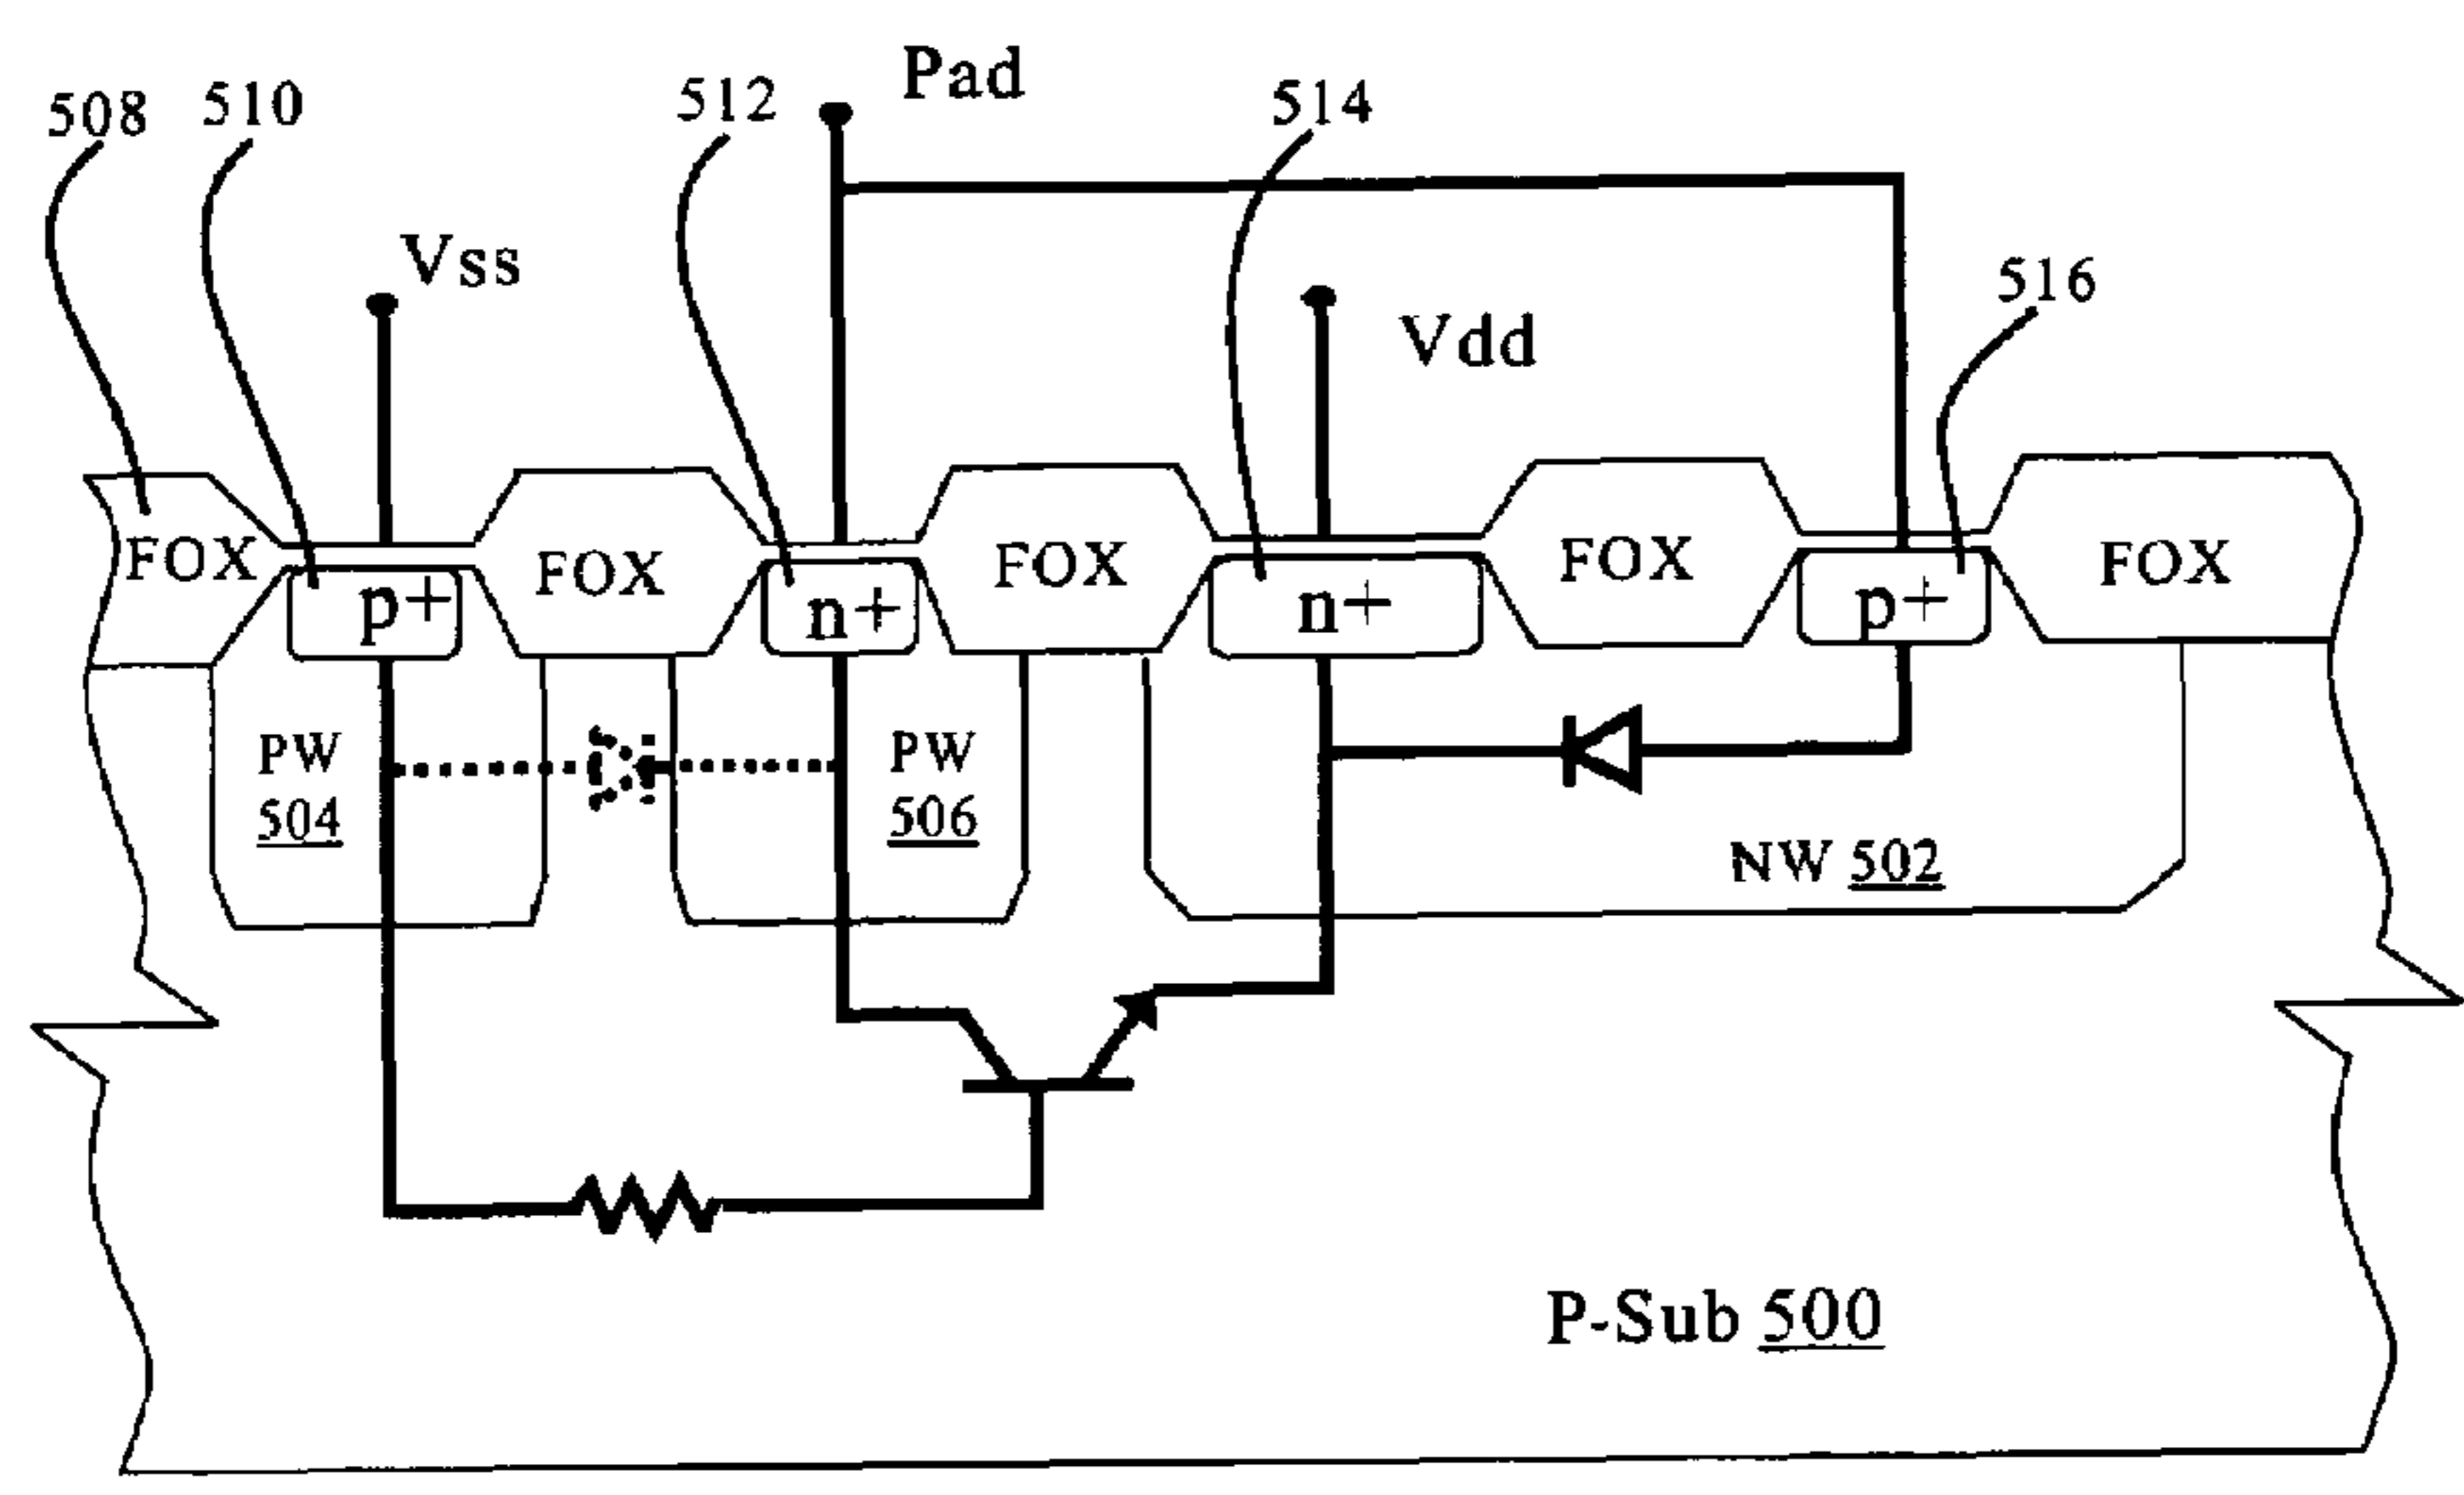 Pad
508
510
512
514
Vss
516
Vdd
FOX
FOX
FOX
FOX
FOX
p+
n+
n+
p+
PW
504
PW
506
NW 502
P-Sub 500